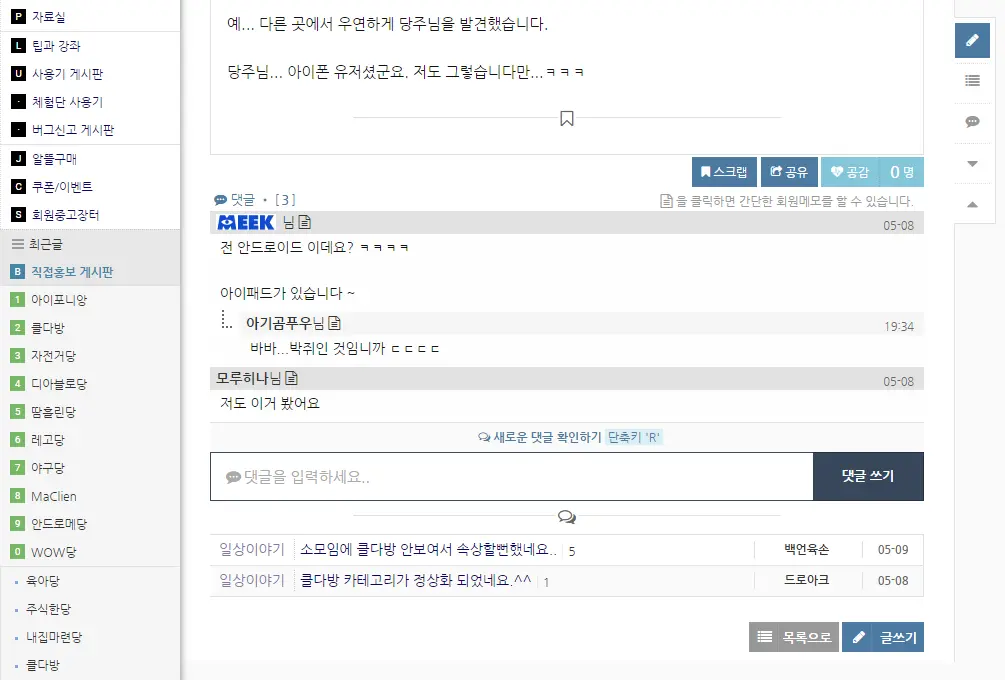 P 자료실
L 팁과 강좌
U 사용기 게시판
· 체험단 사용기
· 버그신고 게시판
J 알뜰구매
C 쿠폰/이벤트
S 회원중고장터
최근글
B 직접홍보 게시판
1 아이포니앙
2 클다방
3 자전거당
4 디아블로당
5 땀흘린당
6 레고당
7 야구당
8 MaClien
9 안드로메당
0 WOW당
육아당
주식한당
내집마련당
클다방
예... 다른 곳에서 우연하게 당주님을 발견했습니다.
당주님... 아이폰 유저셨군요. 저도 그렇습니다만...ㅋㅋㅋ
스크랩 공유 공감 0 명
댓글 • [3] 을 클릭하면 간단한 회원메모를 할 수 있습니다.
MEEK 님 05-08
전 안드로이드 이데요? ㅋㅋㅋㅋ
아이패드가 있습니다 ~
아기곰푸우님 19:34
바바...박쥐인 것임니까 ㄷㄷㄷㄷ
모루히나님 05-08
저도 이거 봤어요
새로운 댓글 확인하기 단축키 'R'
댓글을 입력하세요.. 댓글 쓰기
일상이야기 소모임에 클다방 안보여서 속상할뻔했네요.. 5 백언육손 05-09
일상이야기 클다방 카테고리가 정상화 되었네요.^^ 1 드로아크 05-08
목록으로 글쓰기